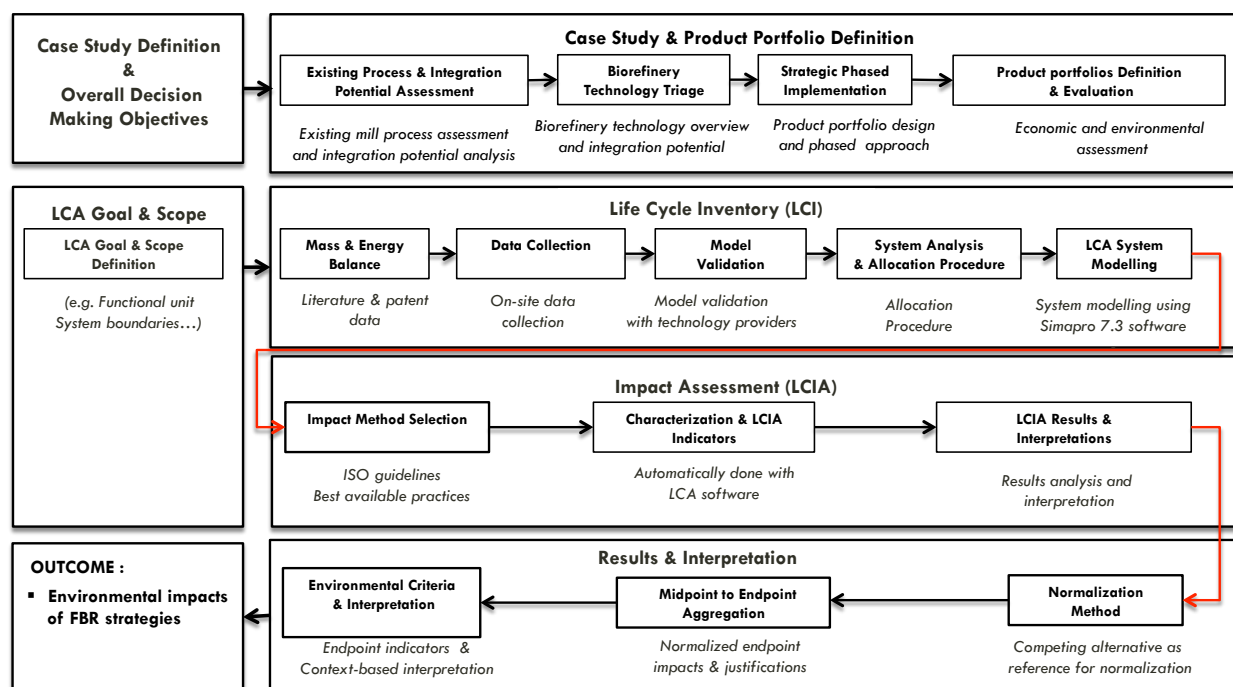 Case Study Definition
&
Overall Decision
Making Objectives
Case Study & Product Portfolio Definition
Existing Process & Integration
Potential Assessment
Biorefinery
Technology Triage
Strategic Phased
Implementation
Product portfolios Definition
& Evaluation
Existing mill process assessment
and integration potential analysis
Biorefinery technology overview
and integration potential
Product portfolio design
and phased approach
Economic and environmental
assessment
LCA Goal & Scope
LCA Goal & Scope
Definition
(e.g. Functional unit
System boundaries…)
Life Cycle Inventory (LCI)
Mass & Energy
Balance
Data Collection
Model
Validation
System Analysis
& Allocation Procedure
LCA System
Modelling
Literature & patent
data
On-site data
collection
Model validation
with technology providers
Allocation
Procedure
System modelling using
Simapro 7.3 software
Impact Assessment (LCIA)
Impact Method Selection
Characterization & LCIA
Indicators
LCIA Results &
Interpretations
ISO guidelines
Best available practices
Automatically done with
LCA software
Results analysis and
interpretation
OUTCOME :
▪ Environmental impacts
of FBR strategies
Results & Interpretation
Environmental Criteria
& Interpretation
Midpoint to Endpoint
Aggregation
Normalization
Method
Endpoint indicators &
Context-based interpretation
Normalized endpoint
impacts & justifications
Competing alternative as
reference for normalization